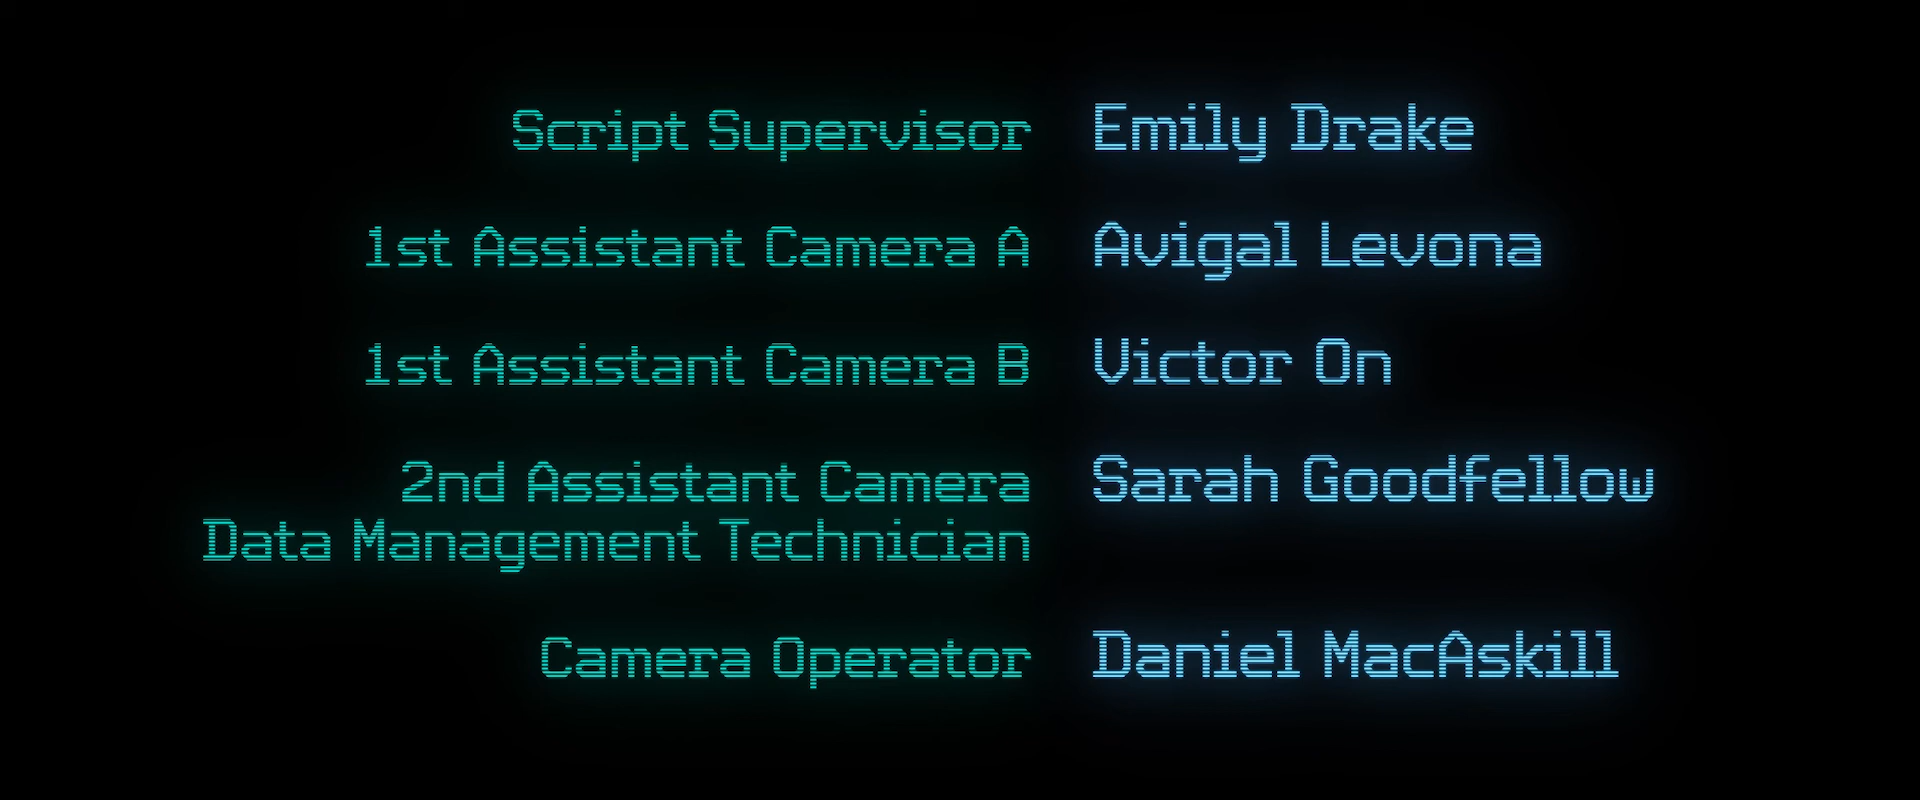 Script Supervisor Emily Drake
1st Assistant Camera A Avigal Levona
1st Assistant Camera B Victor On
2nd Assistant Camera Sarah Goodfellow
Data Management Technician
Camera Operator Daniel MacAskill